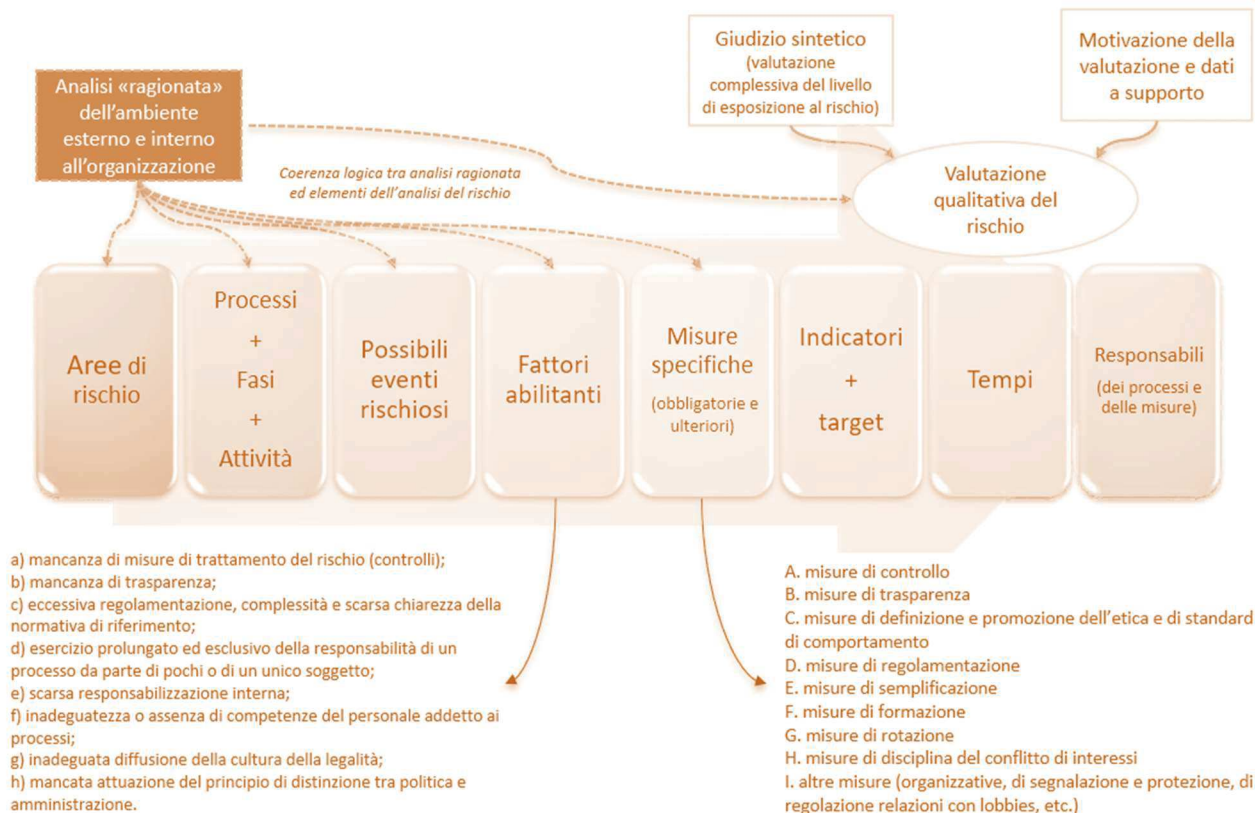 Analisi «ragionata»
dell'ambiente
esterno e interno
all'organizzazione
Giudizio sintetico
(valutazione
complessiva del livello
di esposizione al rischio)
Motivazione della
valutazione e dati
a supporto
Coerenza logica tra analisi ragionata
ed elementi dell'analisi del rischio
Valutazione
qualitativa del
rischio
Aree di
rischio
Processi
+
Fasi
+
Attività
Possibili
eventi
rischiosi
Fattori
abilitanti
Misure
specifiche
(obbligatorie e
ulteriori)
Indicatori
+
target
Tempi
Responsabili
(dei processi e
delle misure)
a) mancanza di misure di trattamento del rischio (controlli);
b) mancanza di trasparenza;
c) eccessiva regolamentazione, complessità e scarsa chiarezza della
normativa di riferimento;
d) esercizio prolungato ed esclusivo della responsabilità di un
processo da parte di pochi o di un unico soggetto;
e) scarsa responsabilizzazione interna;
f) inadeguatezza o assenza di competenze del personale addetto ai
processi;
g) inadeguata diffusione della cultura della legalità;
h) mancata attuazione del principio di distinzione tra politica e
amministrazione.
A. misure di controllo
B. misure di trasparenza
C. misure di definizione e promozione dell'etica e di standard
di comportamento
D. misure di regolamentazione
E. misure di semplificazione
F. misure di formazione
G. misure di rotazione
H. misure di disciplina del conflitto di interessi
I. altre misure (organizzative, di segnalazione e protezione, di
regolazione relazioni con lobbies, etc.)